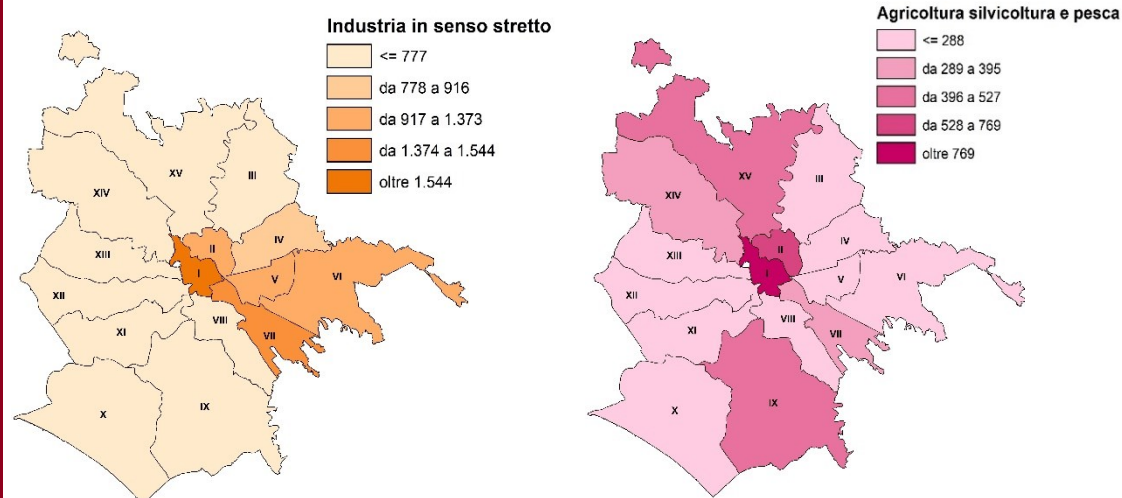 Industria in senso stretto
<= 777
da 778 a 916
da 917 a 1.373
da 1.374 a 1.544
oltre 1.544
XV
III
XIV
II
IV
XIII
I
V
VI
XII
VIII
XI
VII
X
IX
Agricoltura silvicoltura e pesca
<= 288
da 289 a 395
da 396 a 527
da 528 a 769
oltre 769
XV
III
XIV
II
IV
XIII
I
V
VI
XII
VIII
XI
VII
X
IX